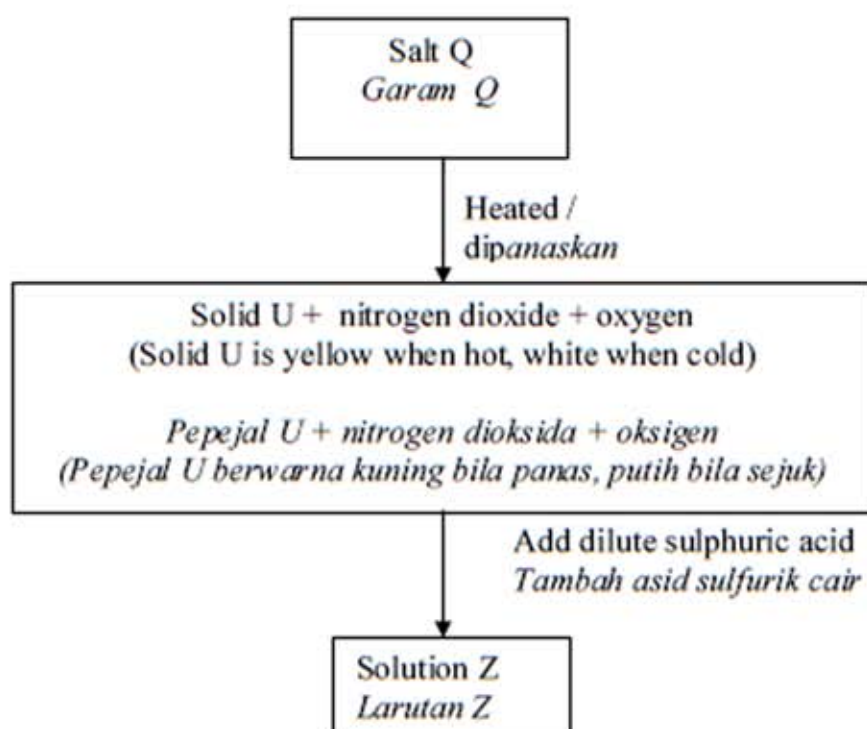 Salt Q
Garam Q
Heated /
dipanaskan
Solid U + nitrogen dioxide + oxygen
(Solid U is yellow when hot, white when cold)
Pepejal U + nitrogen dioksida + oksigen
(Pepejal U berwarna kuning bila panas, putih bila sejuk)
Add dilute sulphuric acid
Tambah asid sulfurik cair
Solution Z
Larutan Z